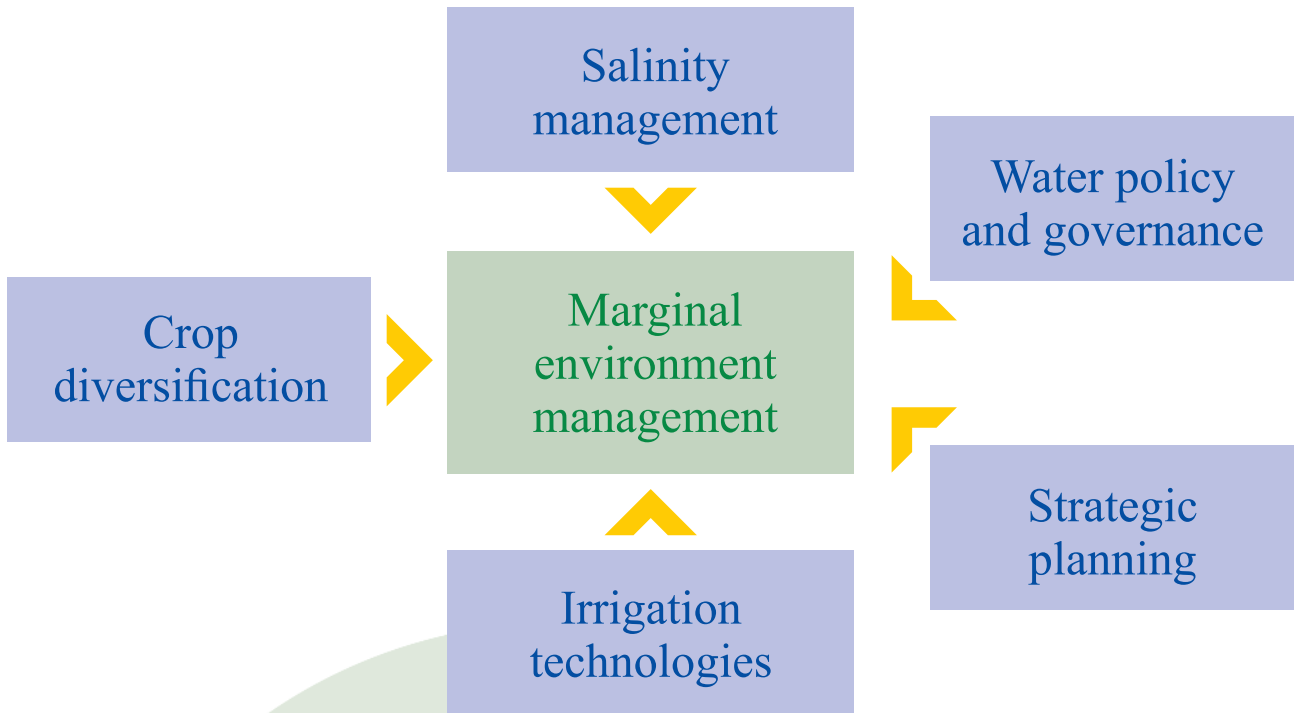 Salinity
management
Water policy
and governance
Crop
diversification
Marginal
environment
management
Strategic
planning
Irrigation
technologies